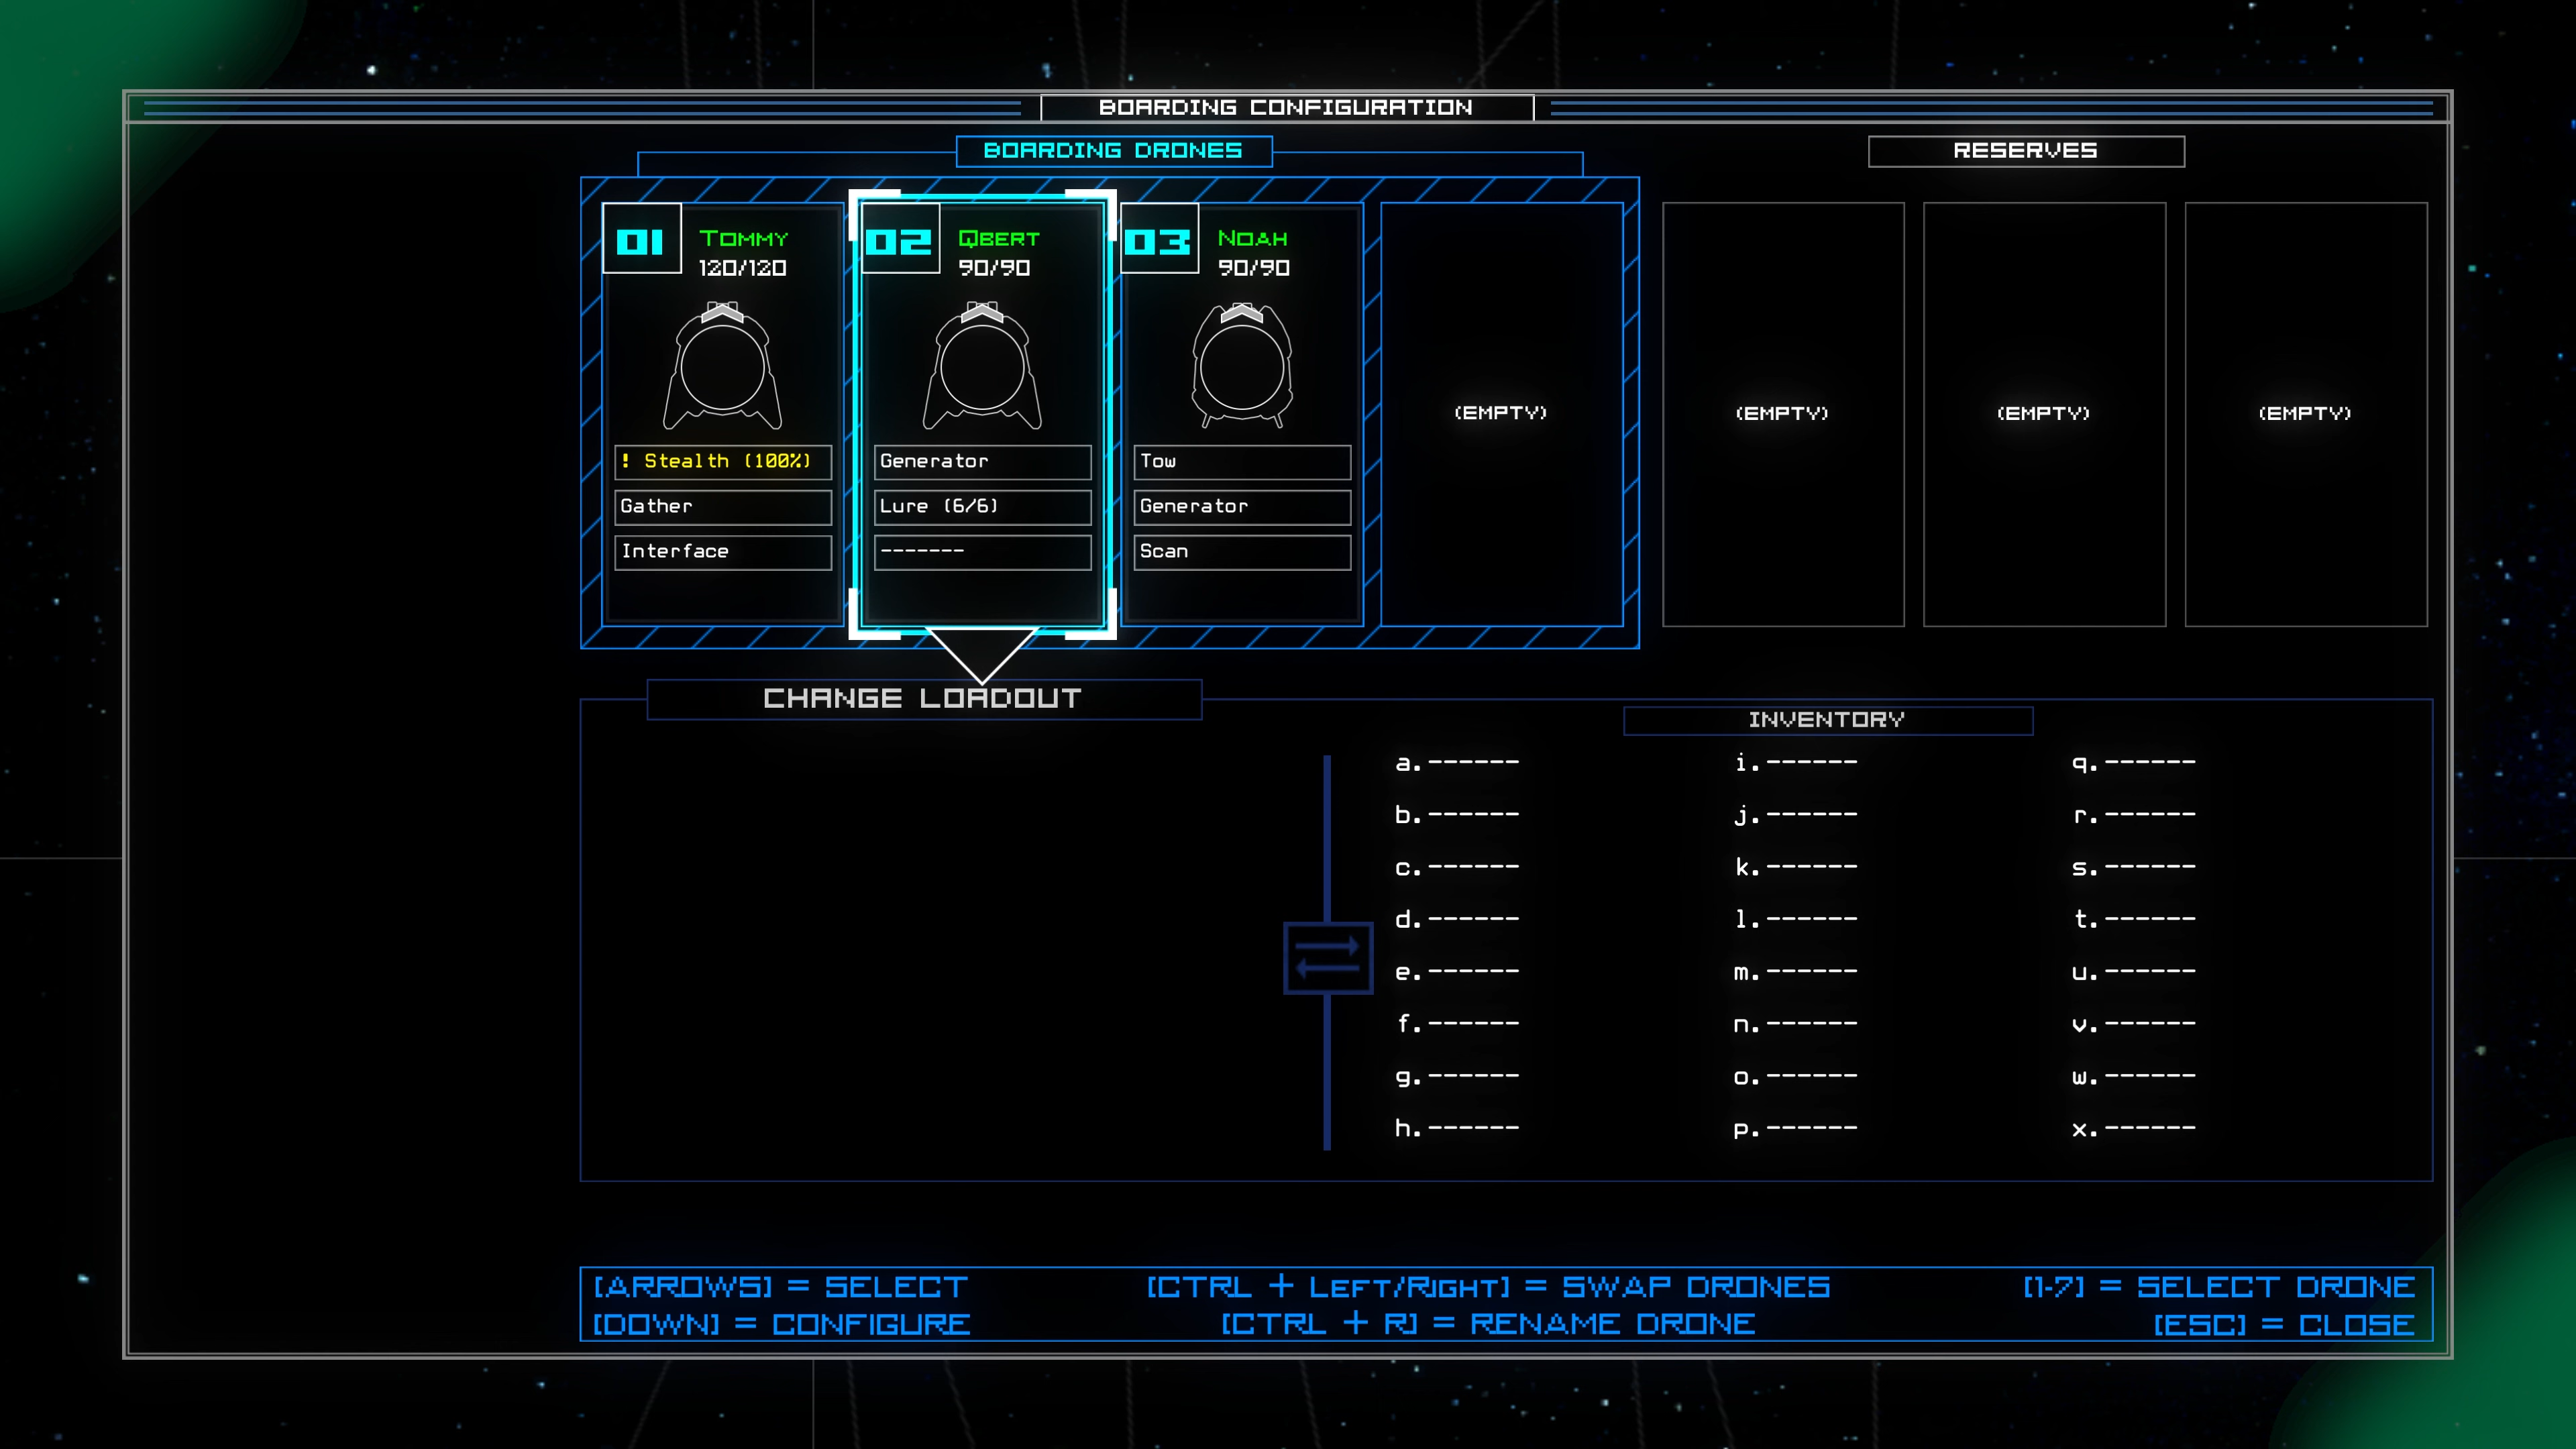 BOARDING CONFIGURATION
BOARDING DRONES
RESERVES
01 Tommy
120/120
! Stealth (100%)
Gather
Interface
02 Qbert
90/90
Generator
Lure (6/6)
-------
03 Noah
90/90
Tow
Generator
Scan
(EMPTY)
(EMPTY)
(EMPTY)
(EMPTY)
CHANGE LOADOUT
INVENTORY
a.------
b.------
c.------
d.------
e.------
f.------
g.------
h.------
i.------
j.------
k.------
l.------
m.------
n.------
o.------
p.------
q.------
r.------
s.------
t.------
u.------
v.------
w.------
x.------
[ARROWS] = SELECT
[DOWN] = CONFIGURE
[CTRL + Left/Right] = SWAP DRONES
[CTRL + R] = RENAME DRONE
[1-7] = SELECT DRONE
[ESC] = CLOSE